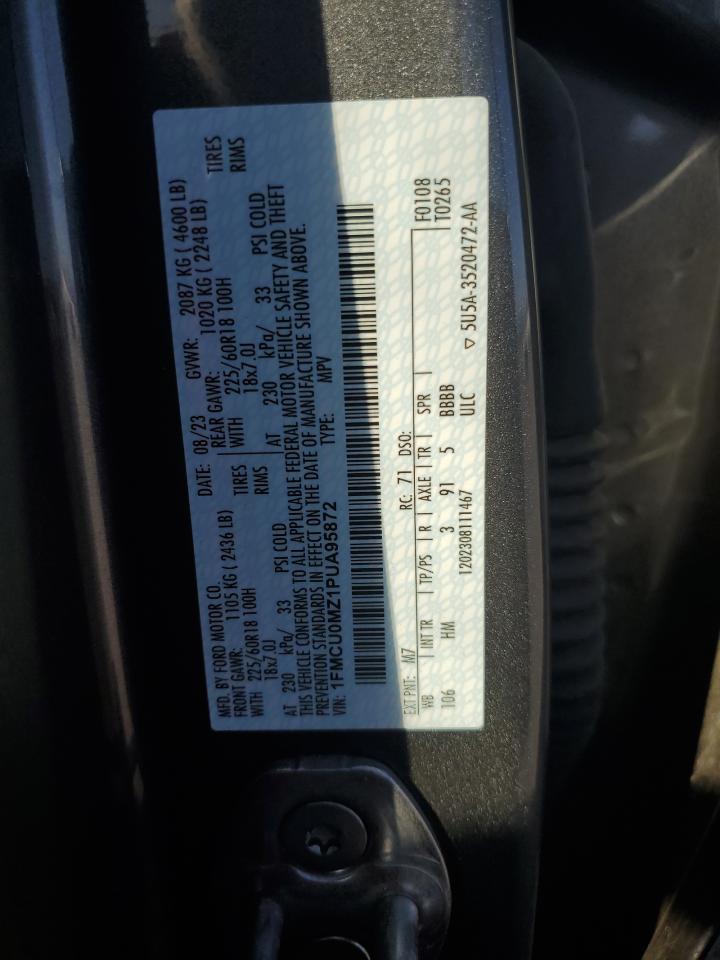 MFD. BY FORD MOTOR CO. DATE: 08/23 GVWR: 2087 KG ( 4600 LB)
FRONT GAWR: 1105 KG ( 2436 LB) REAR GAWR: 1020 KG ( 2248 LB)
WITH 225/60R18 100H TIRES WITH 225/60R18 100H TIRES
18x7.0J RIMS 18x7.0J RIMS
AT 230 kPa/ 33 PSI COLD AT 230 kPa/ 33 PSI COLD
THIS VEHICLE CONFORMS TO ALL APPLICABLE FEDERAL MOTOR VEHICLE SAFETY AND THEFT
PREVENTION STANDARDS IN EFFECT ON THE DATE OF MANUFACTURE SHOWN ABOVE.
VIN: 1FMCU0MZ1PUA95872 TYPE: MPV
EXT PNT: M7 RC: 71 DSO: F0108
WB INT TR TP/PS R AXLE TR SPR T0265
106 HM 3 91 5 BBBB
1202308111467 ULC ▽ 5U5A-3520472-AA